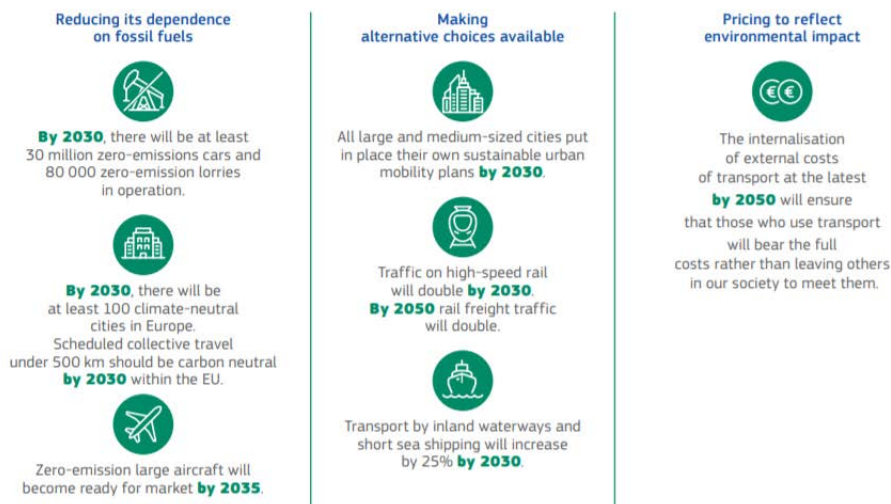 Reducing its dependence
on fossil fuels
By 2030, there will be at least
30 million zero-emissions cars and
80 000 zero-emission lorries
in operation.
By 2030, there will be
at least 100 climate-neutral
cities in Europe.
Scheduled collective travel
under 500 km should be carbon neutral
by 2030 within the EU.
Zero-emission large aircraft will
become ready for market by 2035.
Making
alternative choices available
All large and medium-sized cities put
in place their own sustainable urban
mobility plans by 2030.
Traffic on high-speed rail
will double by 2030.
By 2050 rail freight traffic
will double.
Transport by inland waterways and
short sea shipping will increase
by 25% by 2030.
Pricing to reflect
environmental impact
€ €
The internalisation
of external costs
of transport at the latest
by 2050 will ensure
that those who use transport
will bear the full
costs rather than leaving others
in our society to meet them.